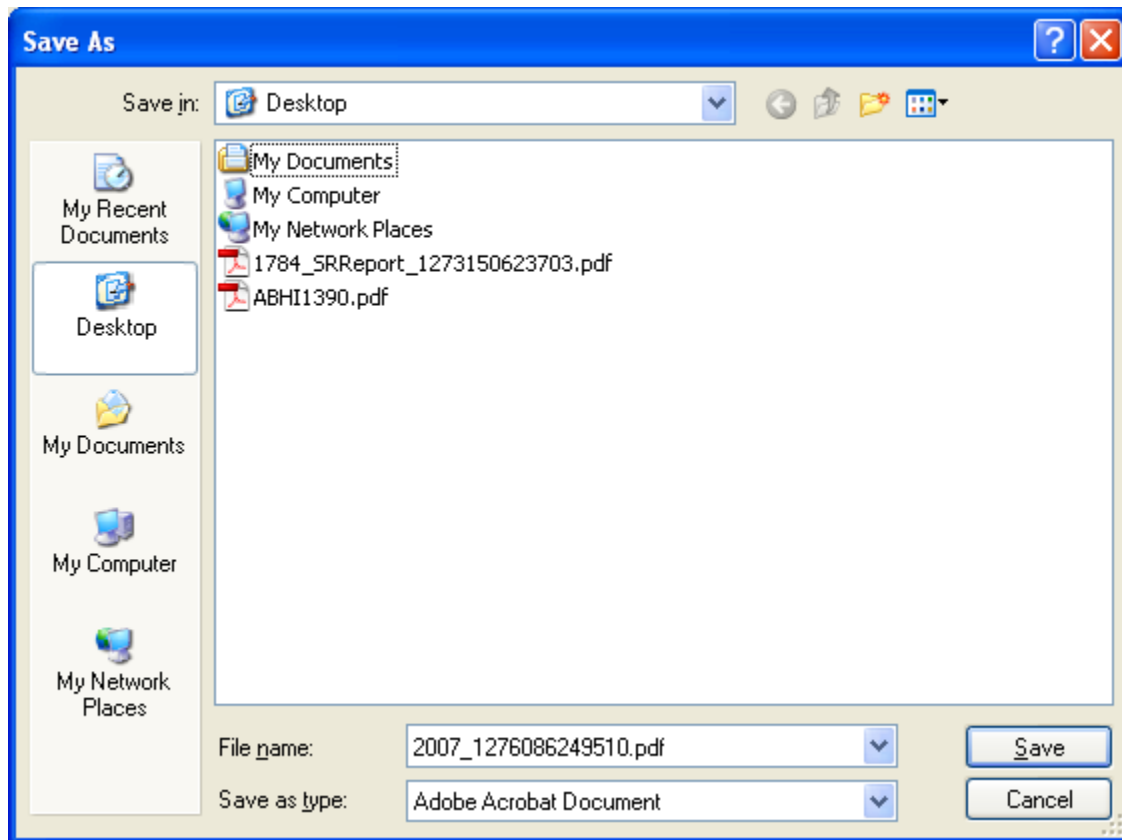 Save As
Save in:
Desktop
My Recent
Documents
Desktop
My Documents
My Computer
My Network
Places
My Documents
My Computer
My Network Places
1784_SRReport_1273150623703.pdf
ABHI1390.pdf
File name:
2007_1276086249510.pdf
Save
Save as type:
Adobe Acrobat Document
Cancel